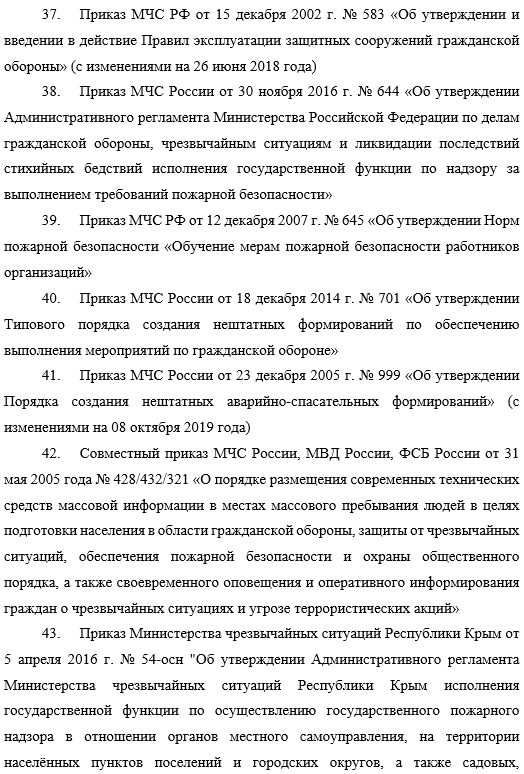 37. Приказ МЧС РФ от 15 декабря 2002 г. № 583 «Об утверждении и
введении в действие Правил эксплуатации защитных сооружений гражданской
обороны» (с изменениями на 26 июня 2018 года)
38. Приказ МЧС России от 30 ноября 2016 г. № 644 «Об утверждении
Административного регламента Министерства Российской Федерации по делам
гражданской обороны, чрезвычайным ситуациям и ликвидации последствий
стихийных бедствий исполнения государственной функции по надзору за
выполнением требований пожарной безопасности»
39. Приказ МЧС РФ от 12 декабря 2007 г. № 645 «Об утверждении Норм
пожарной безопасности «Обучение мерам пожарной безопасности работников
организаций»
40. Приказ МЧС России от 18 декабря 2014 г. № 701 «Об утверждении
Типового порядка создания нештатных формирований по обеспечению
выполнения мероприятий по гражданской обороне»
41. Приказ МЧС России от 23 декабря 2005 г. № 999 «Об утверждении
Порядка создания нештатных аварийно-спасательных формирований» (с
изменениями на 08 октября 2019 года)
42. Совместный приказ МЧС России, МВД России, ФСБ России от 31
мая 2005 года № 428/432/321 «О порядке размещения современных технических
средств массовой информации в местах массового пребывания людей в целях
подготовки населения в области гражданской обороны, защиты от чрезвычайных
ситуаций, обеспечения пожарной безопасности и охраны общественного
порядка, а также своевременного оповещения и оперативного информирования
граждан о чрезвычайных ситуациях и угрозе террористических акций»
43. Приказ Министерства чрезвычайных ситуаций Республики Крым от
5 апреля 2016 г. № 54-осн "Об утверждении Административного регламента
Министерства чрезвычайных ситуаций Республики Крым исполнения
государственной функции по осуществлению государственного пожарного
надзора в отношении органов местного самоуправления, на территории
населённых пунктов поселений и городских округов, а также садовых,